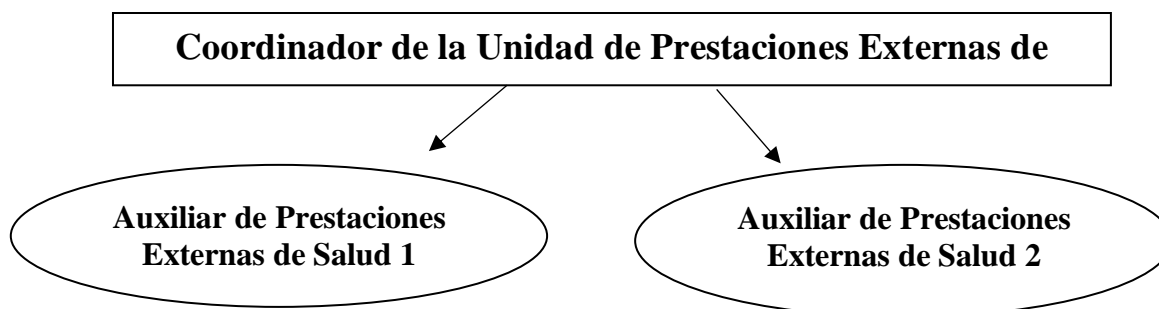 Coordinador de la Unidad de Prestaciones Externas de
Auxiliar de Prestaciones
Externas de Salud 1
Auxiliar de Prestaciones
Externas de Salud 2